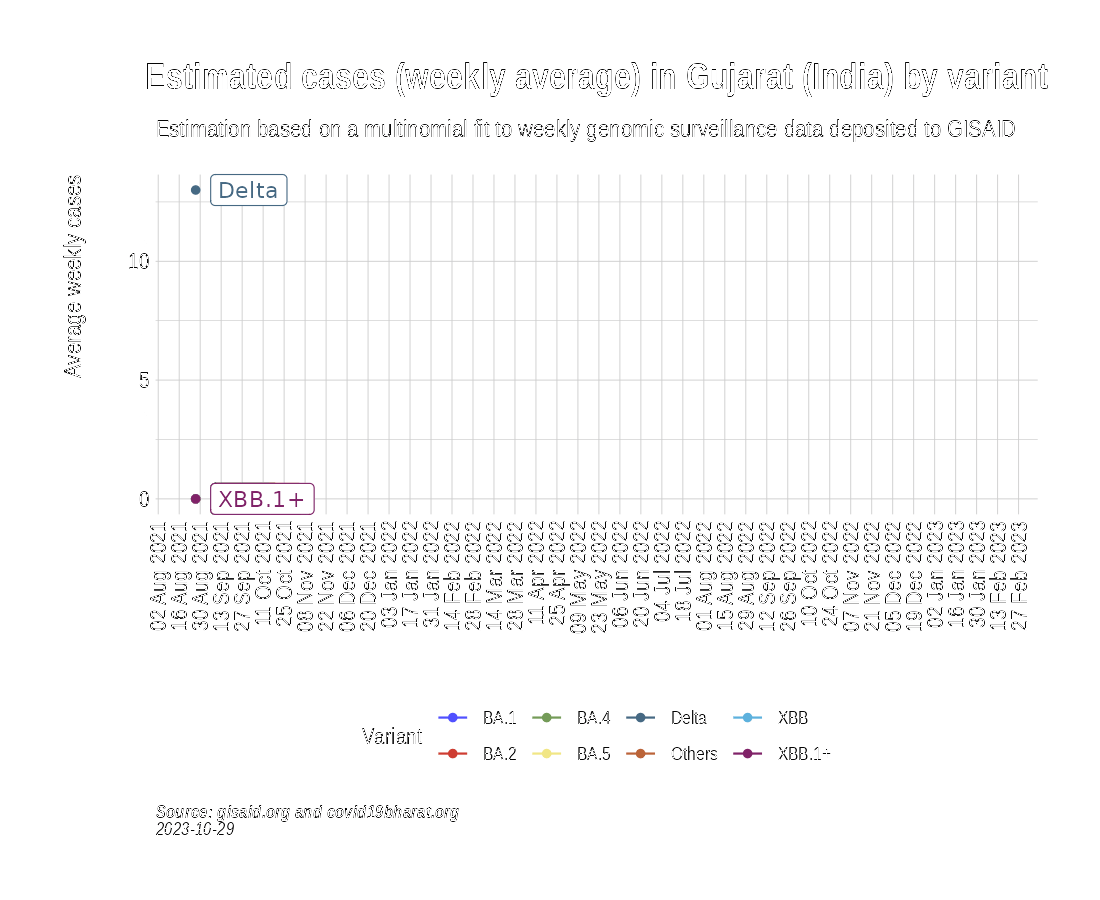 Estimated cases (weekly average) in Gujarat (India) by variant
Estimation based on a multinomial fit to weekly genomic surveillance data deposited to GISAID
Average weekly cases
Delta
10
5
0
XBB.1+
02 Aug 2021
16 Aug 2021
30 Aug 2021
13 Sep 2021
27 Sep 2021
11 Oct 2021
25 Oct 2021
08 Nov 2021
22 Nov 2021
06 Dec 2021
20 Dec 2021
03 Jan 2022
17 Jan 2022
31 Jan 2022
14 Feb 2022
28 Feb 2022
14 Mar 2022
28 Mar 2022
11 Apr 2022
25 Apr 2022
09 May 2022
23 May 2022
06 Jun 2022
20 Jun 2022
04 Jul 2022
18 Jul 2022
01 Aug 2022
15 Aug 2022
29 Aug 2022
12 Sep 2022
26 Sep 2022
10 Oct 2022
24 Oct 2022
07 Nov 2022
21 Nov 2022
05 Dec 2022
19 Dec 2022
02 Jan 2023
16 Jan 2023
30 Jan 2023
13 Feb 2023
27 Feb 2023
Variant
BA.1
BA.4
Delta
XBB
BA.2
BA.5
Others
XBB.1+
Source: gisaid.org and covid19bharat.org
2023-10-29